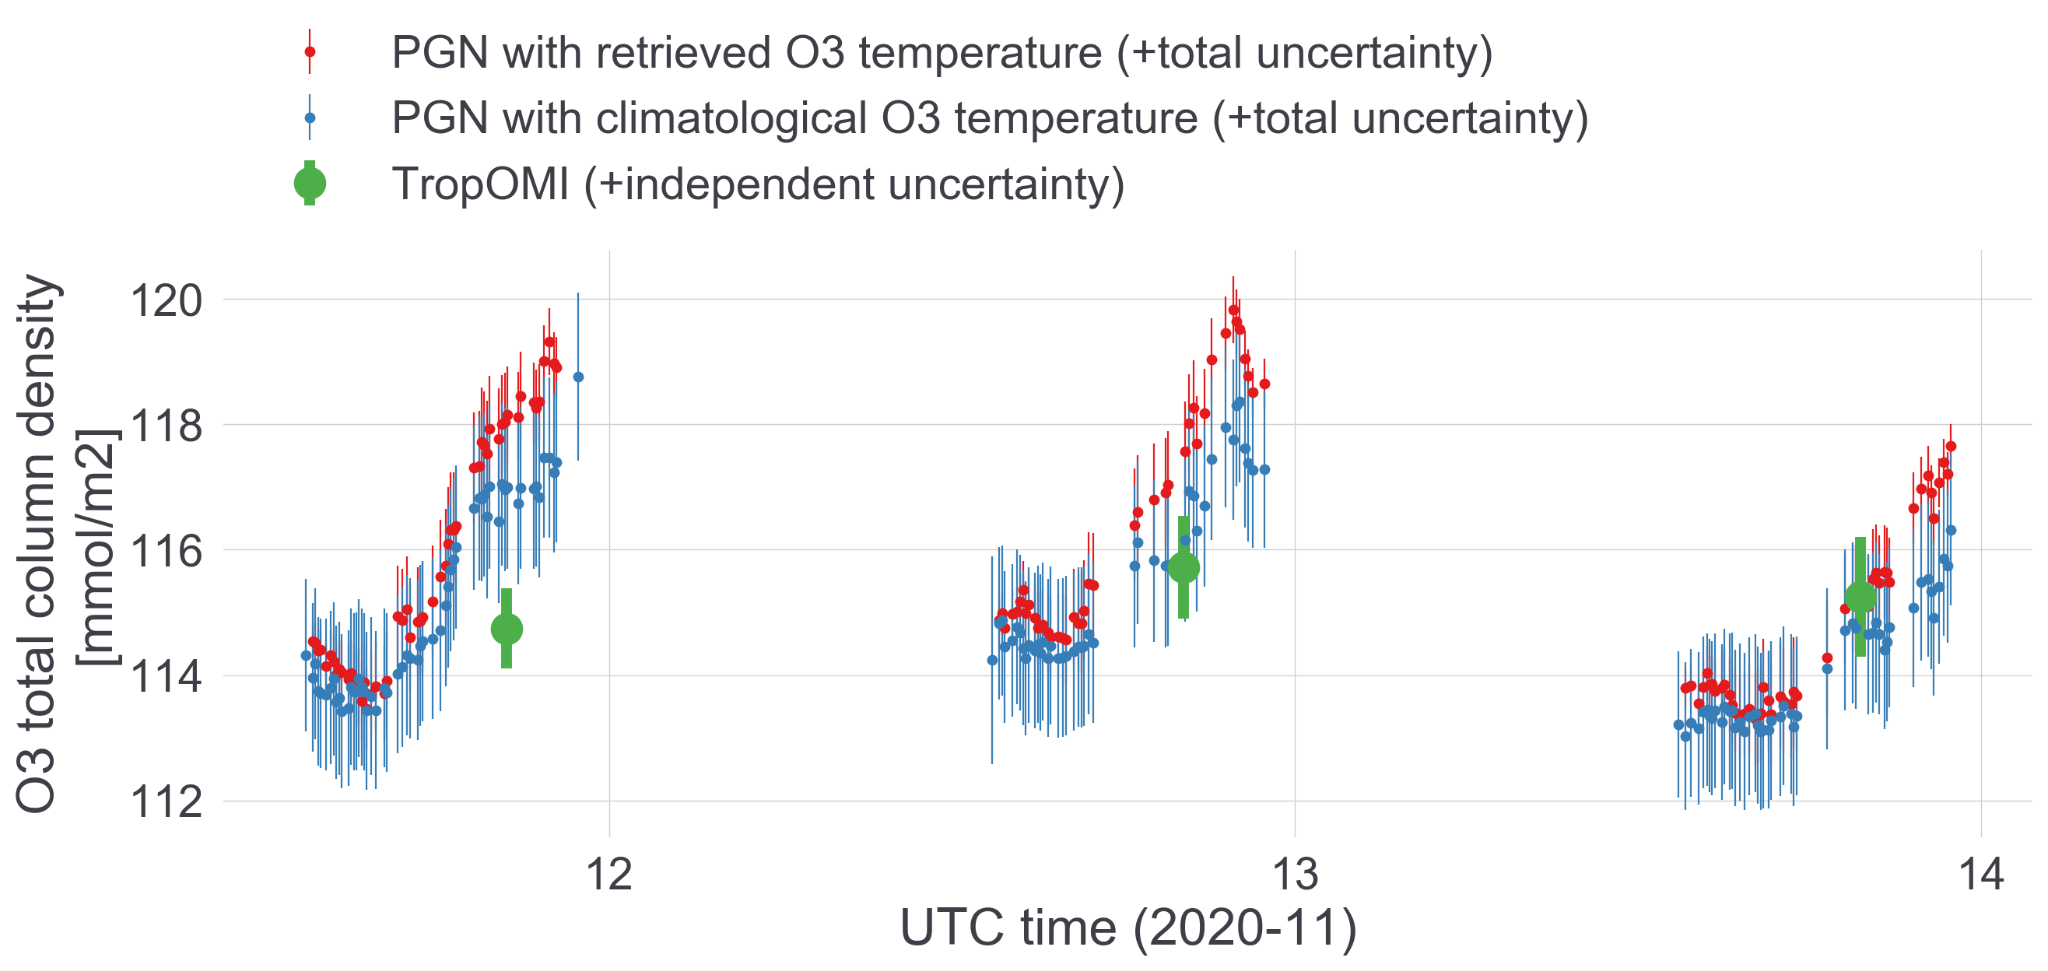 PGN with retrieved O3 temperature (+total uncertainty)
PGN with climatological O3 temperature (+total uncertainty)
TropOMI (+independent uncertainty)
O3 total column density
[mmol/m2]
120
118
116
114
112
12
13
14
UTC time (2020-11)